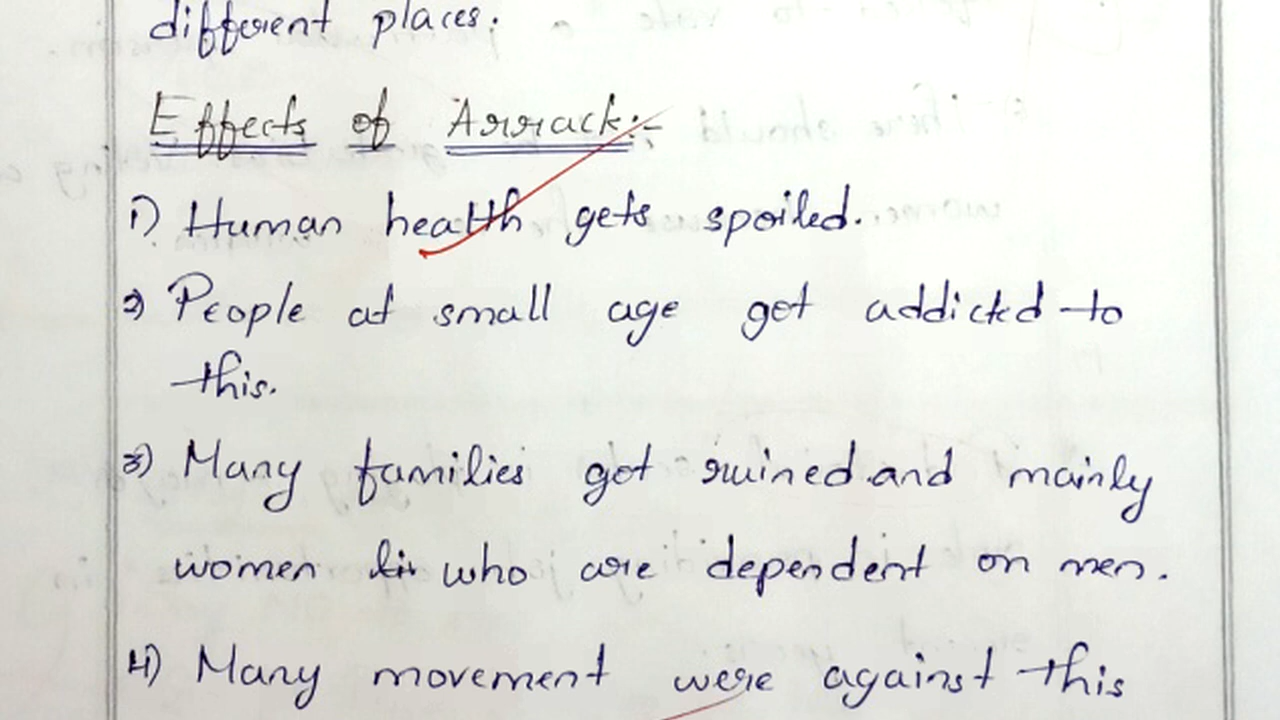 different places.
Effects of Arrack:-
1) Human health gets spoiled.
2) People at small age got addicted to
this.
3) Many families got ruined and mainly
women who are dependent on men.
4) Many movement were against this